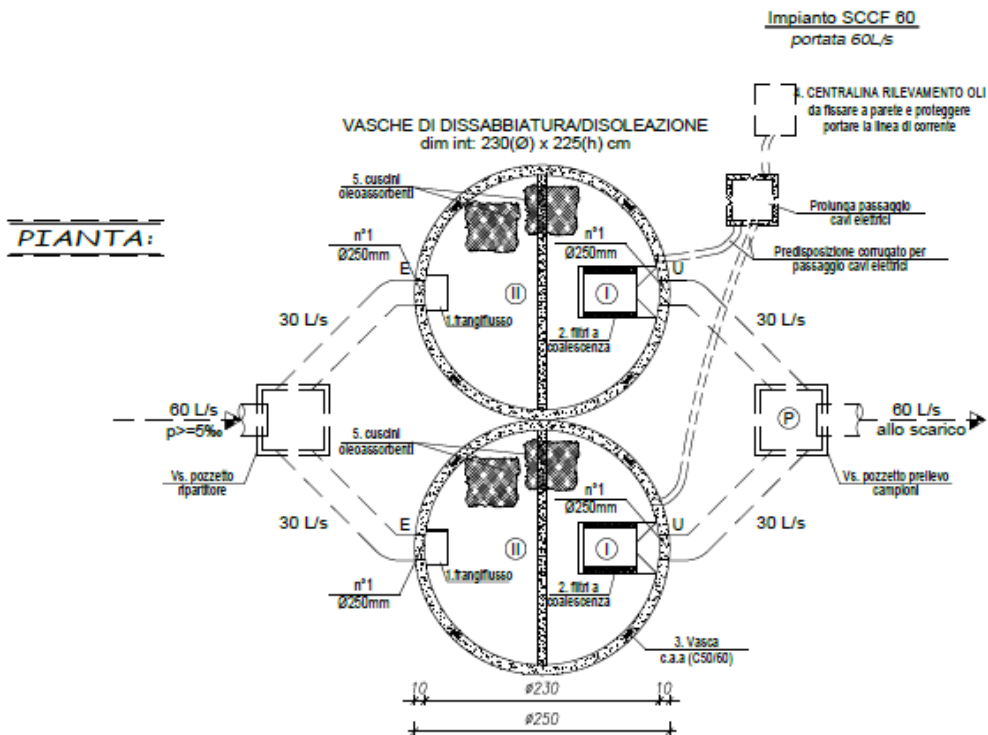 Impianto SCCF 60
portata 60L/s
4. CENTRALINA RILEVAMENTO OLI
da fissare a parete e proteggere
portare la linea di corrente
VASCHE DI DISSABBIATURA/DISOLEAZIONE
dim int: 230(Ø) x 225(h) cm
PIANTA:
5. cuscini
oleoassorbenti
n°1
Ø250mm
E
n°1
Ø250mm
U
Prolunga passaggio
cavi elettrici
Predisposizione corrugato per
passaggio cavi elettrici
II
I
1.frangiflusso
2. filtri a
coalescenza
30 L/s
30 L/s
60 L/s
p>=5‰
P
60 L/s
allo scarico
Vs. pozzetto
ripartitore
Vs. pozzetto prelievo
campioni
5. cuscini
oleoassorbenti
n°1
Ø250mm
30 L/s
E
U
30 L/s
II
I
n°1
Ø250mm
1.frangiflusso
2. filtri a
coalescenza
3. Vasca
c.a.a (C50/60)
10
ø230
10
ø250